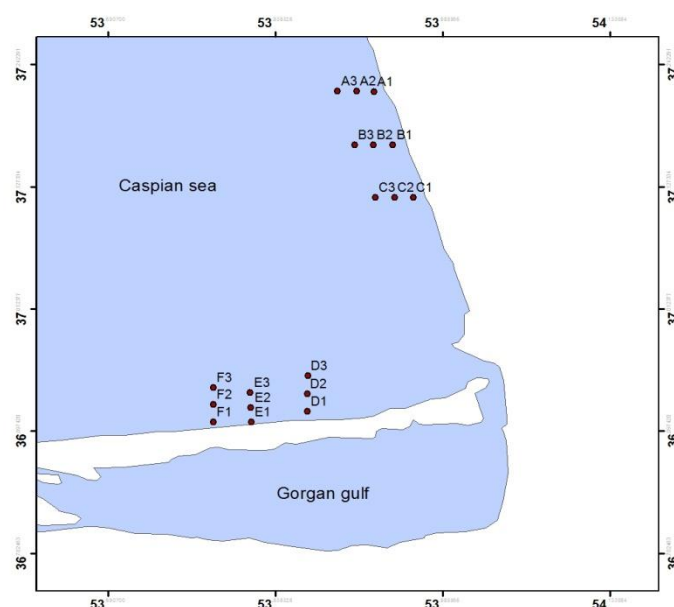 53 53 53 54
37 37
A3 A2 A1
B3 B2 B1
37 37
Caspian sea
C3 C2 C1
37 37
D3
F3 E3
D2
F2 E2
D1
F1 E1
36 36
Gorgan gulf
36 36
53 53 53 54